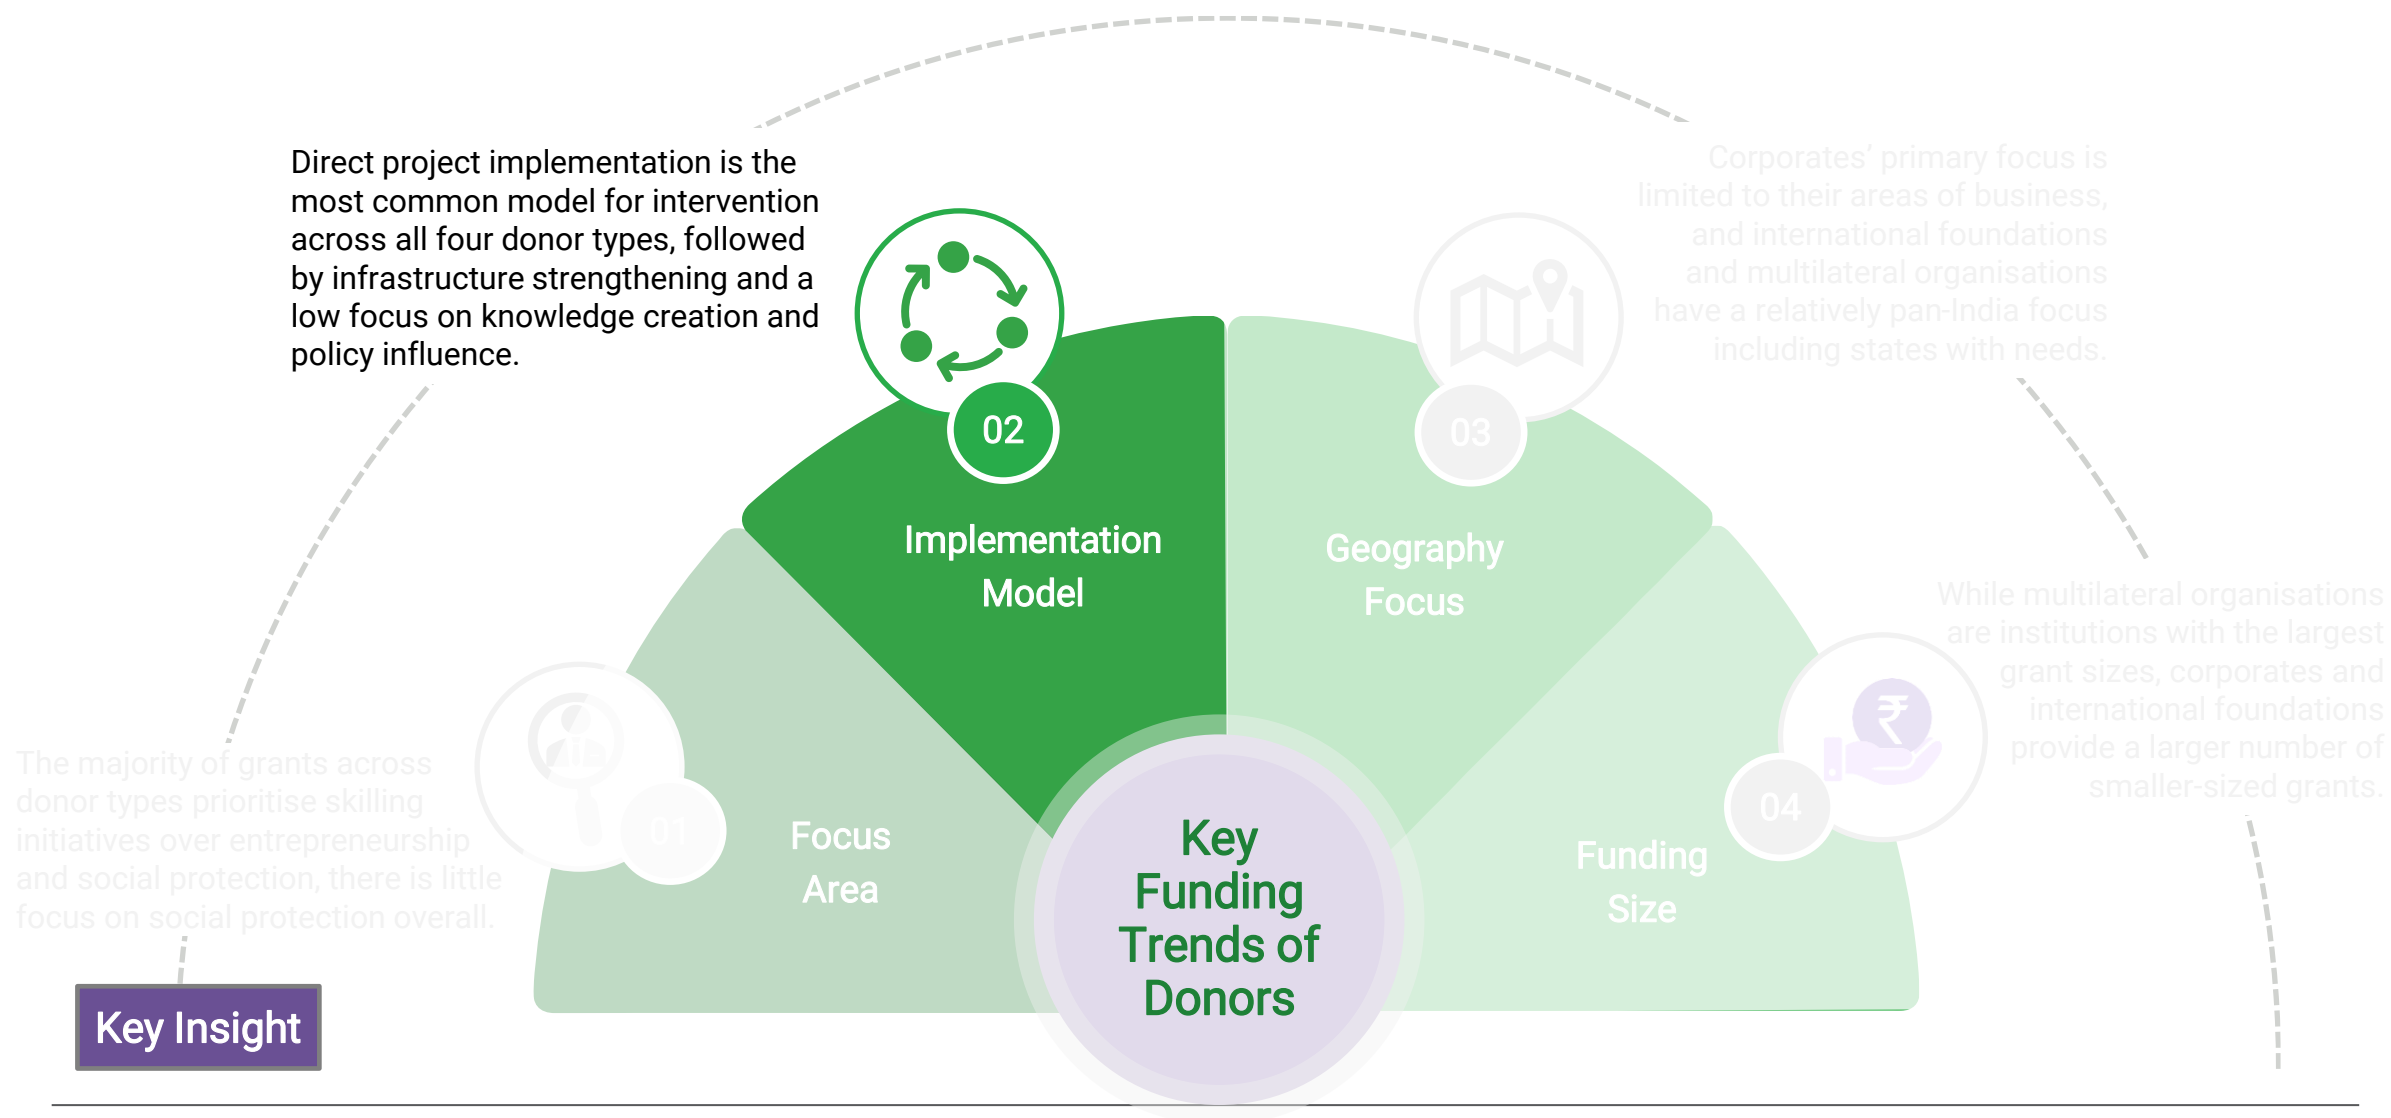 Direct project implementation is the
most common model for intervention
across all four donor types, followed
by infrastructure strengthening and a
low focus on knowledge creation and
policy influence.
Corporates’ primary focus is
limited to their areas of business,
and international foundations
and multilateral organisations
have a relatively pan-India focus
including states with needs.
02
03
Implementation
Model
Geography
Focus
While multilateral organisations
are institutions with the largest
grant sizes, corporates and
international foundations
provide a larger number of
smaller-sized grants.
₹
The majority of grants across
donor types prioritise skilling
initiatives over entrepreneurship
and social protection, there is little
focus on social protection overall.
01
04
Focus
Area
Funding
Size
Key
Funding
Trends of
Donors
Key Insight